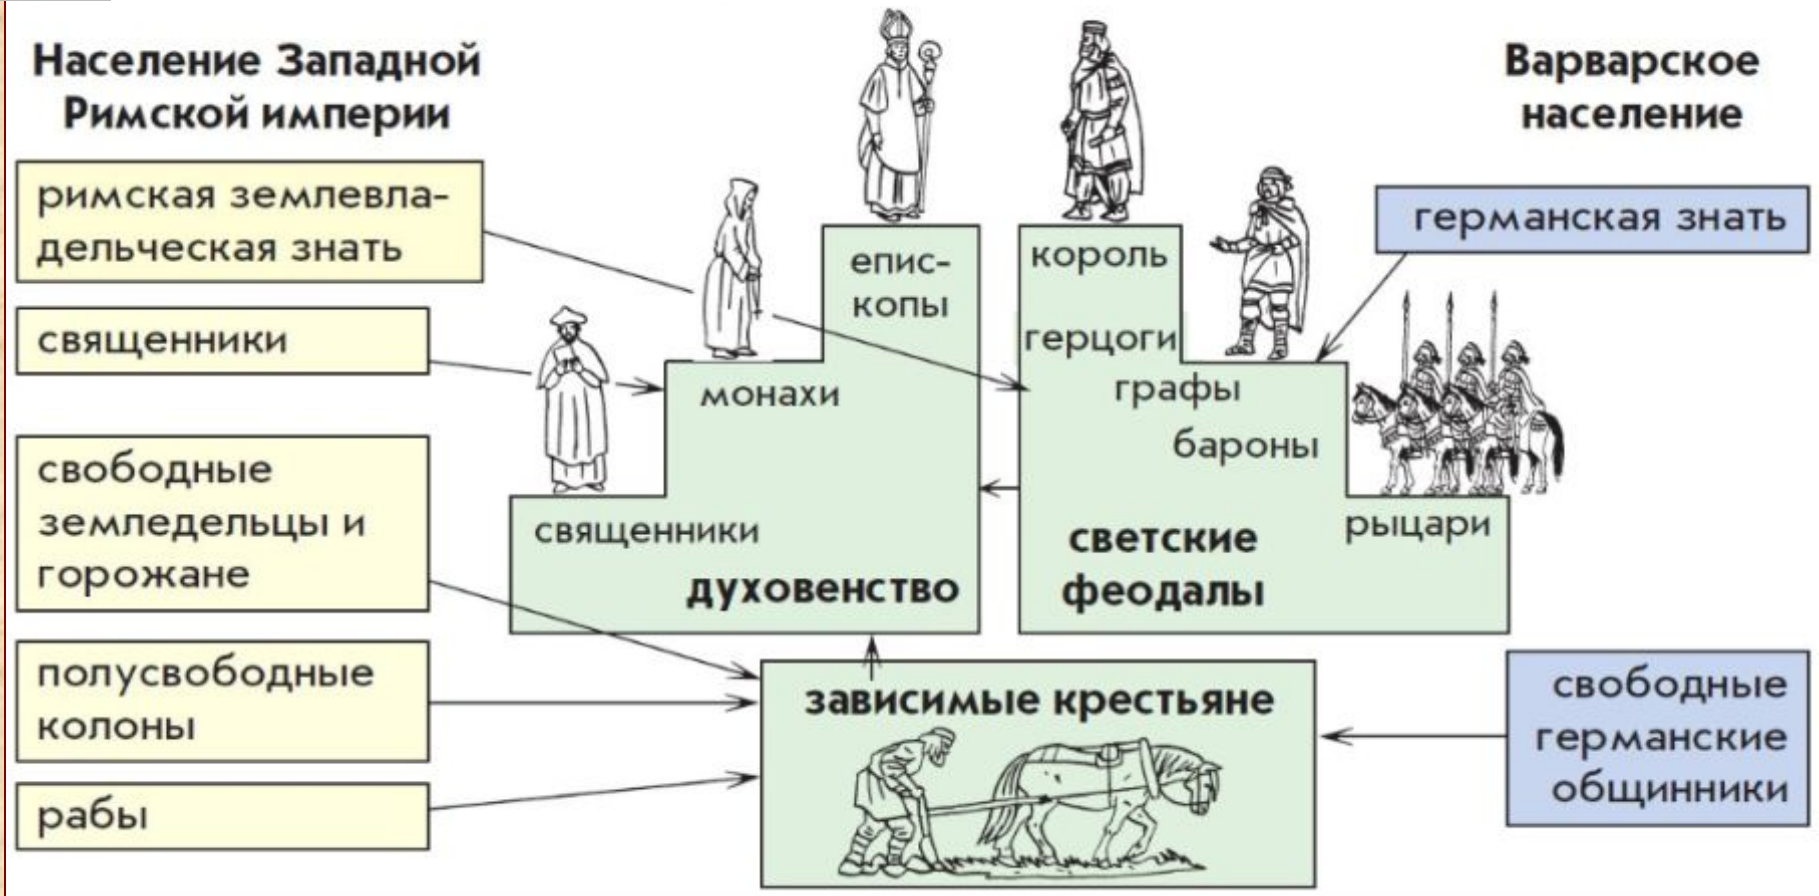 Население Западной
Римской империи
римская землевла-
дельческая знать
священники
свободные
земледельцы и
горожане
полусвободные
колоны
рабы
епис-
копы
монахи
священники
духовенство
король
герцоги
графы
бароны
рыцари
светские
феодалы
зависимые крестьяне
Варварское
население
германская знать
свободные
германские
общинники